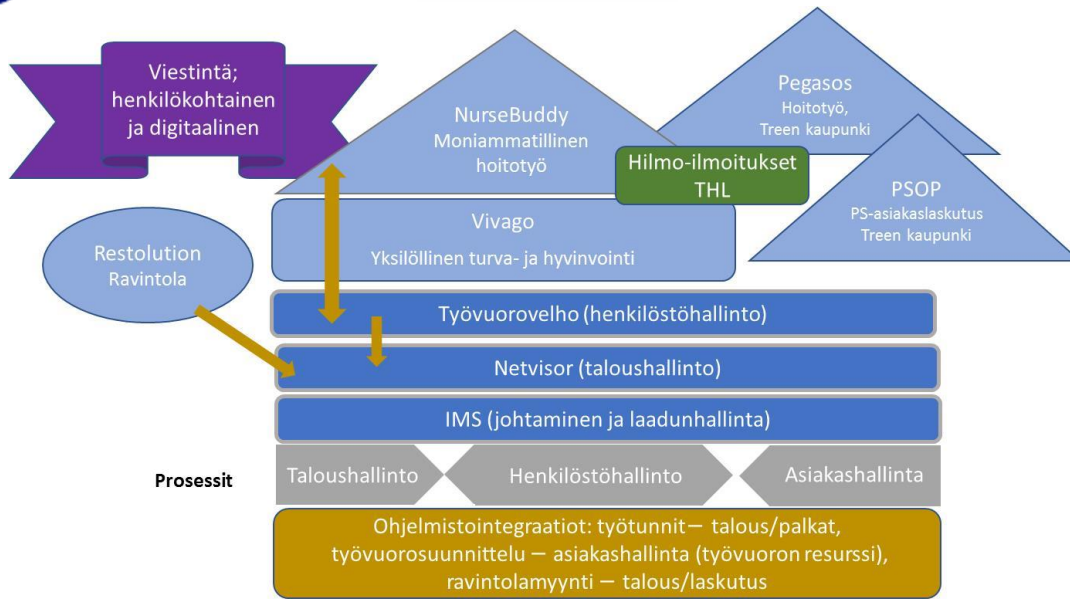 Viestintä;
henkilökohtainen
ja digitaalinen
NurseBuddy
Moniammatillinen
hoitotyö
Pegasos
Hoitotyö,
Treen kaupunki
Hilmo-ilmoitukset
THL
PSOP
PS-asiakaslaskutus
Treen kaupunki
Restolution
Ravintola
Vivago
Yksilöllinen turva- ja hyvinvointi
Työvuorovelho (henkilöstöhallinto)
Netvisor (taloushallinto)
IMS (johtaminen ja laadunhallinta)
Prosessit
Taloushallinto
Henkilöstöhallinto
Asiakashallinta
Ohjelmistointegraatiot: työtunnit – talous/palkat,
työvuorosuunnittelu – asiakashallinta (työvuoron resurssi),
ravintolamyynti – talous/laskutus